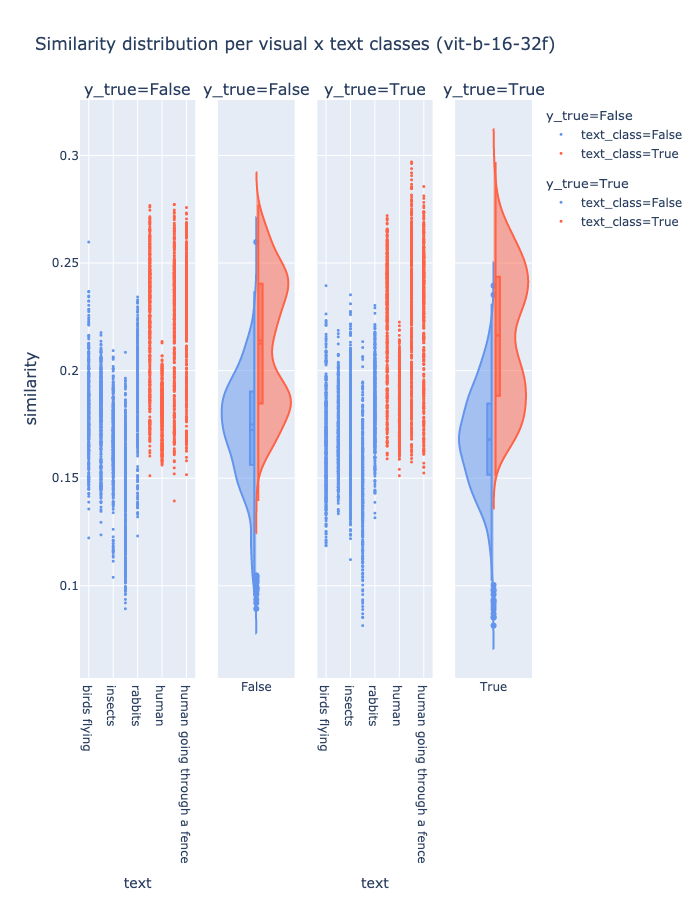 Similarity distribution per visual x text classes (vit-b-16-32f)
y_true=False
y_true=False
y_true=True
y_true=True
y_true=False
text_class=False
text_class=True
y_true=True
text_class=False
text_class=True
similarity
0.3
0.25
0.2
0.15
0.1
birds flying
insects
rabbits
human
human going through a fence
False
birds flying
insects
rabbits
human
human going through a fence
True
text
text